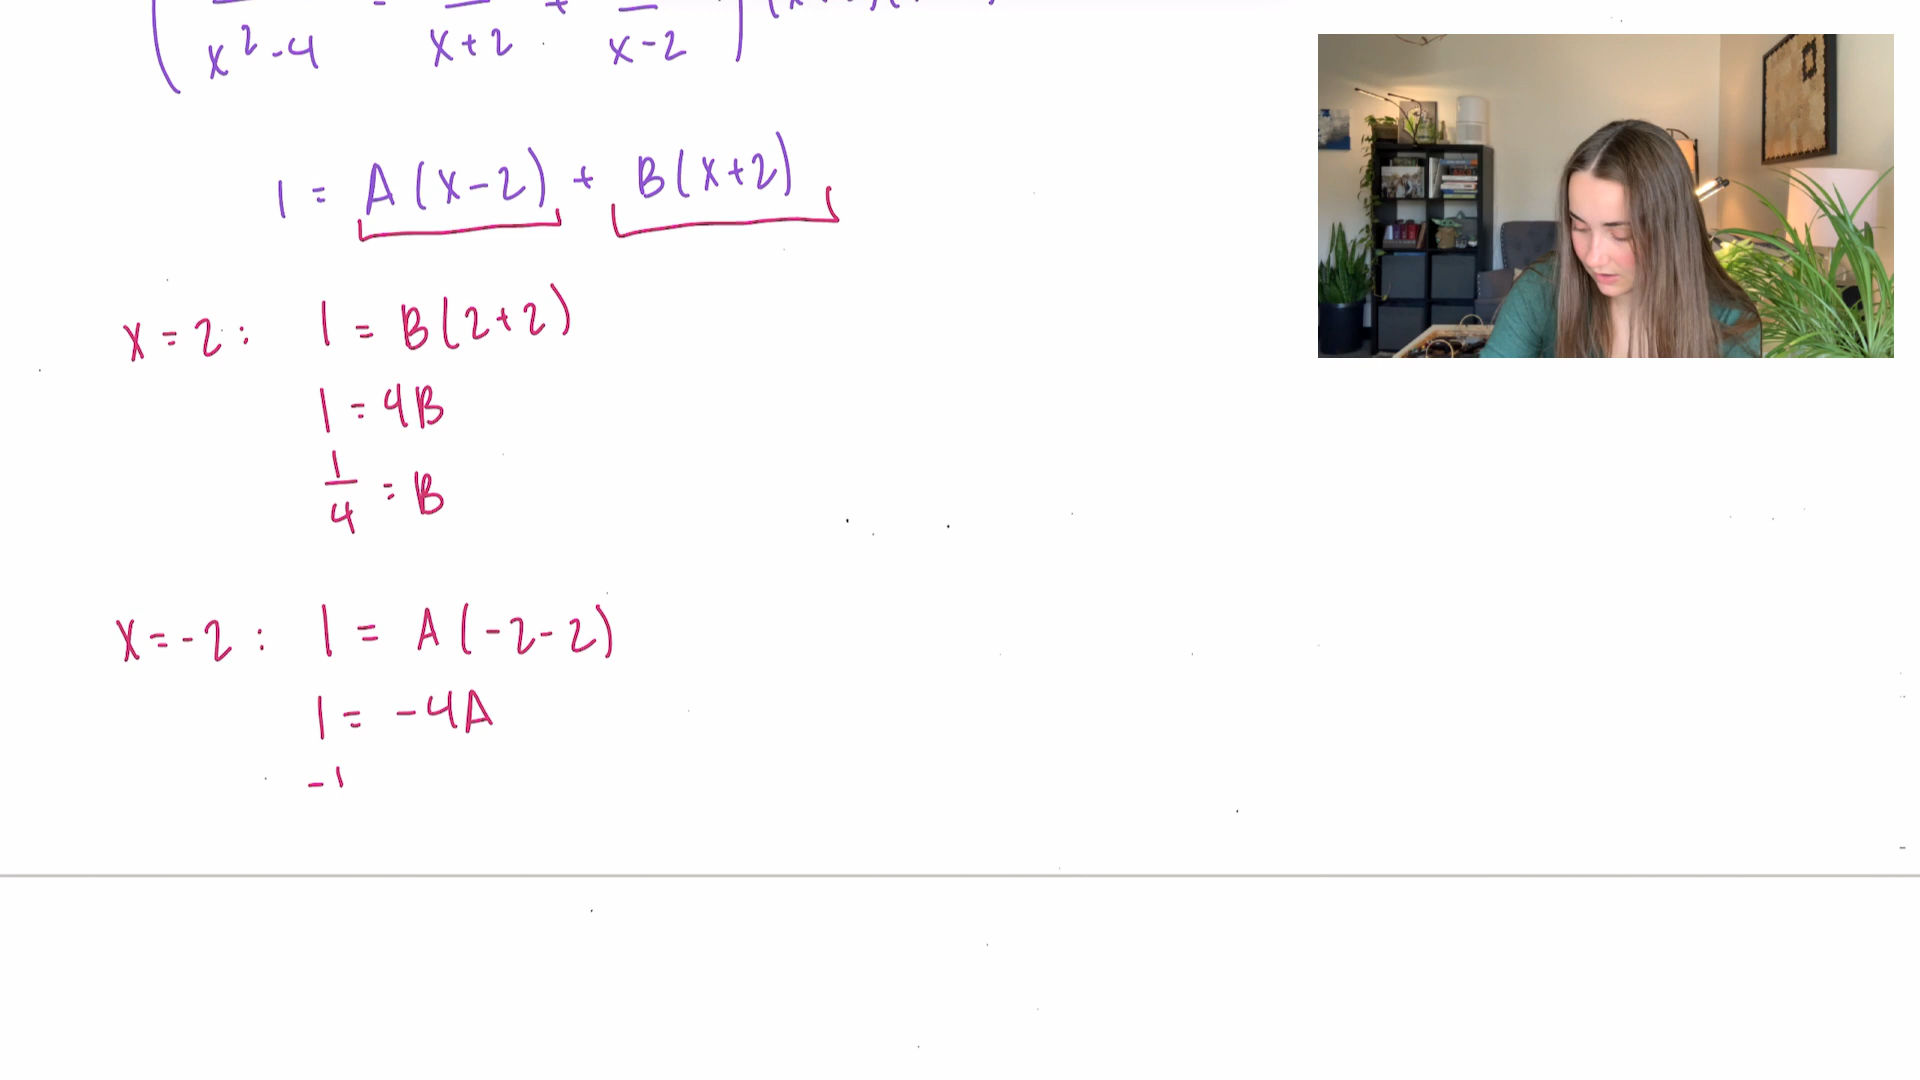 x²-4 x+2 x-2
1 = A(x-2) + B(x+2)
x=2: 1 = B(2+2)
1 = 4B
1/4 = B
x=-2: 1 = A(-2-2)
1 = -4A
-1